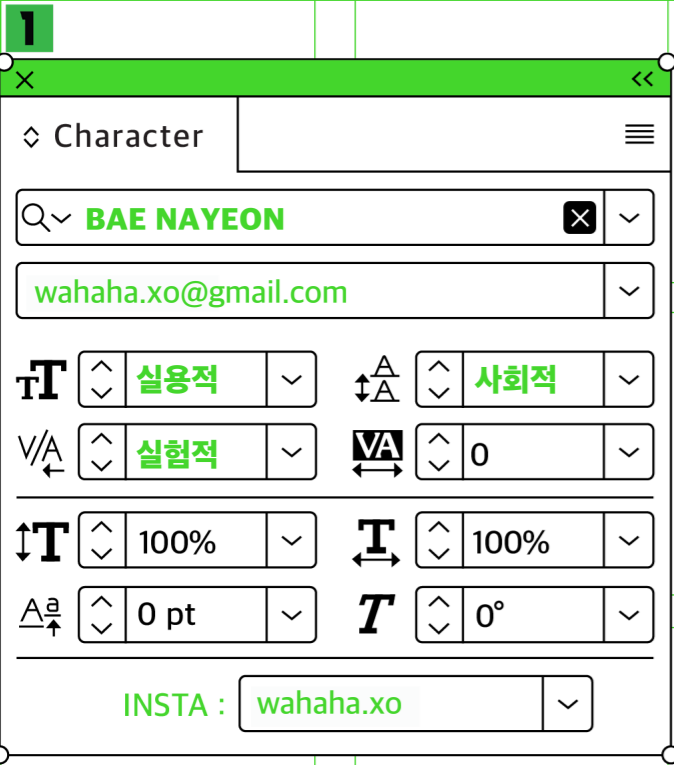 1
Character
BAE NAYEON
wahaha.xo@gmail.com
실용적 사회적
실험적 0
100% 100%
0 pt 0°
INSTA : wahaha.xo